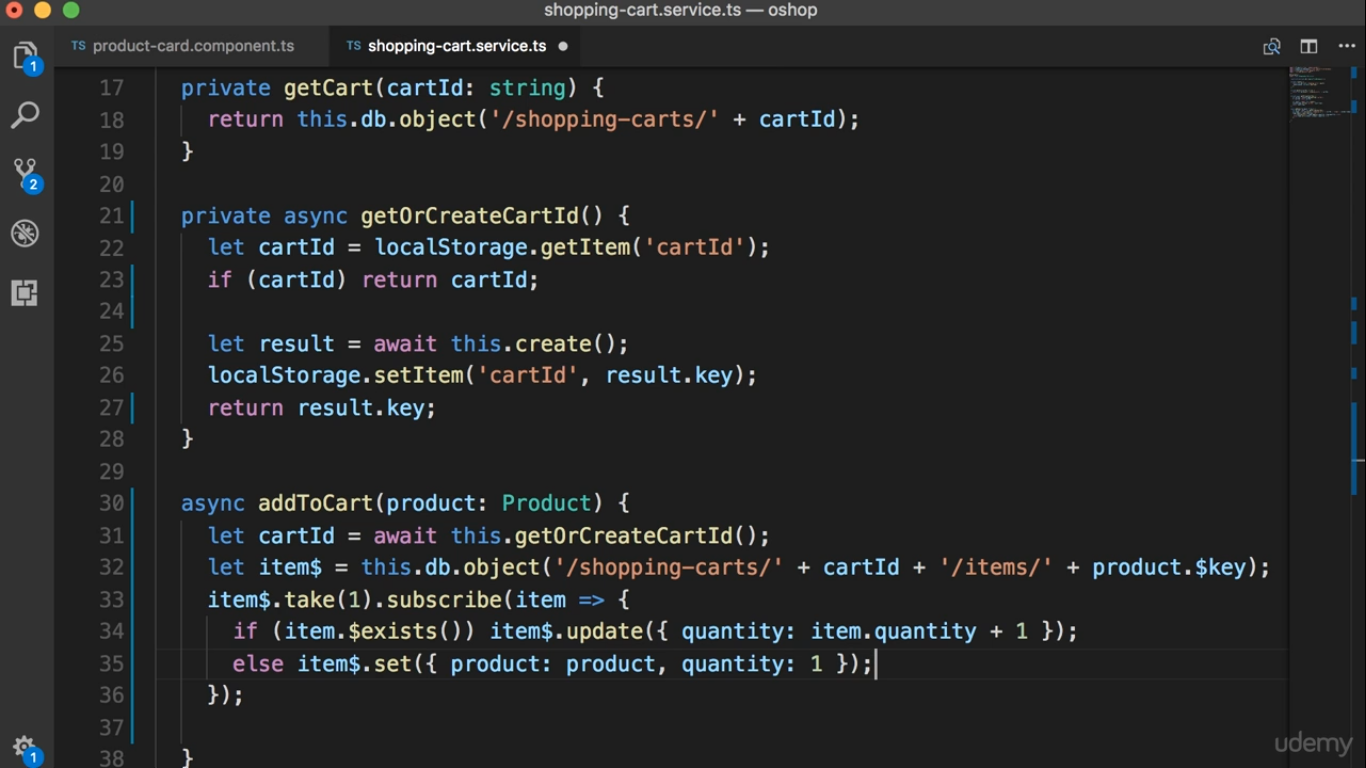 shopping-cart.service.ts — oshop
TS product-card.component.ts TS shopping-cart.service.ts
1
2
1
17 private getCart(cartId: string) {
18 return this.db.object('/shopping-carts/' + cartId);
19 }
20
21 private async getOrCreateCartId() {
22 let cartId = localStorage.getItem('cartId');
23 if (cartId) return cartId;
24
25 let result = await this.create();
26 localStorage.setItem('cartId', result.key);
27 return result.key;
28 }
29
30 async addToCart(product: Product) {
31 let cartId = await this.getOrCreateCartId();
32 let item$ = this.db.object('/shopping-carts/' + cartId + '/items/' + product.$key);
33 item$.take(1).subscribe(item => {
34 if (item.$exists()) item$.update({ quantity: item.quantity + 1 });
35 else item$.set({ product: product, quantity: 1 });
36 });
37
38 }
udemy